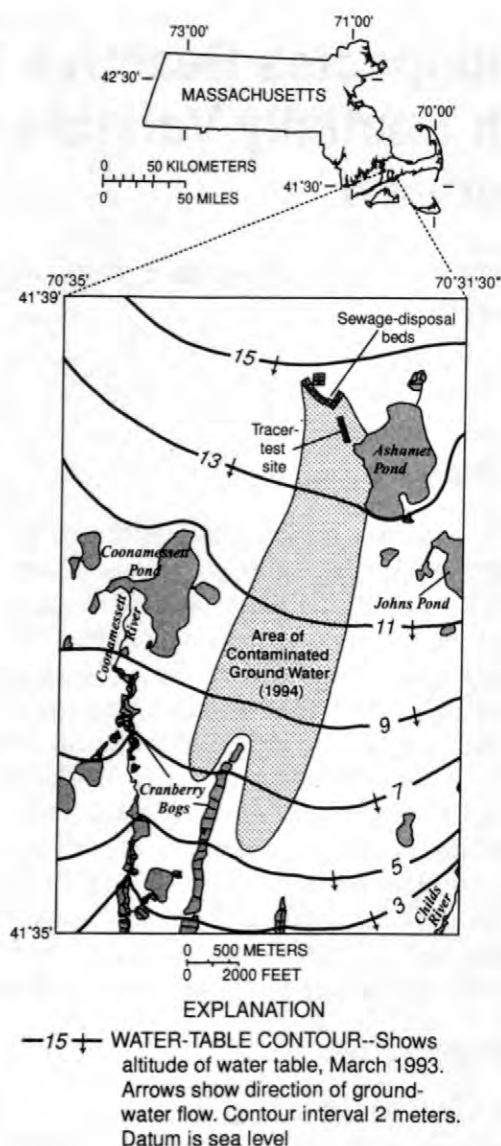 73°00'
71°00'
42°30'
MASSACHUSETTS
70°00'
0 50 KILOMETERS
0 50 MILES
41°30'
70°35'
70°31'30"
41°39'
Sewage-disposal
beds
15
Tracer-
test
site
Ashumet
Pond
13
Coonamessett
Pond
Johns Pond
11
Coonamessett
River
Area of
Contaminated
Ground Water
(1994)
9
7
Cranberry
Bogs
5
3
Childs
River
41°35'
0 500 METERS
0 2000 FEET
EXPLANATION
15 WATER-TABLE CONTOUR--Shows
altitude of water table, March 1993.
Arrows show direction of ground-
water flow. Contour interval 2 meters.
Datum is sea level